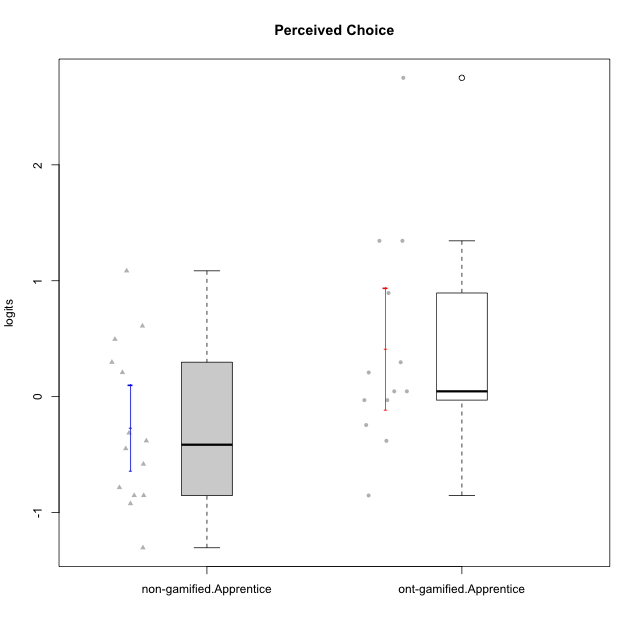 Perceived Choice
logits
2
1
0
-1
non-gamified.Apprentice
ont-gamified.Apprentice